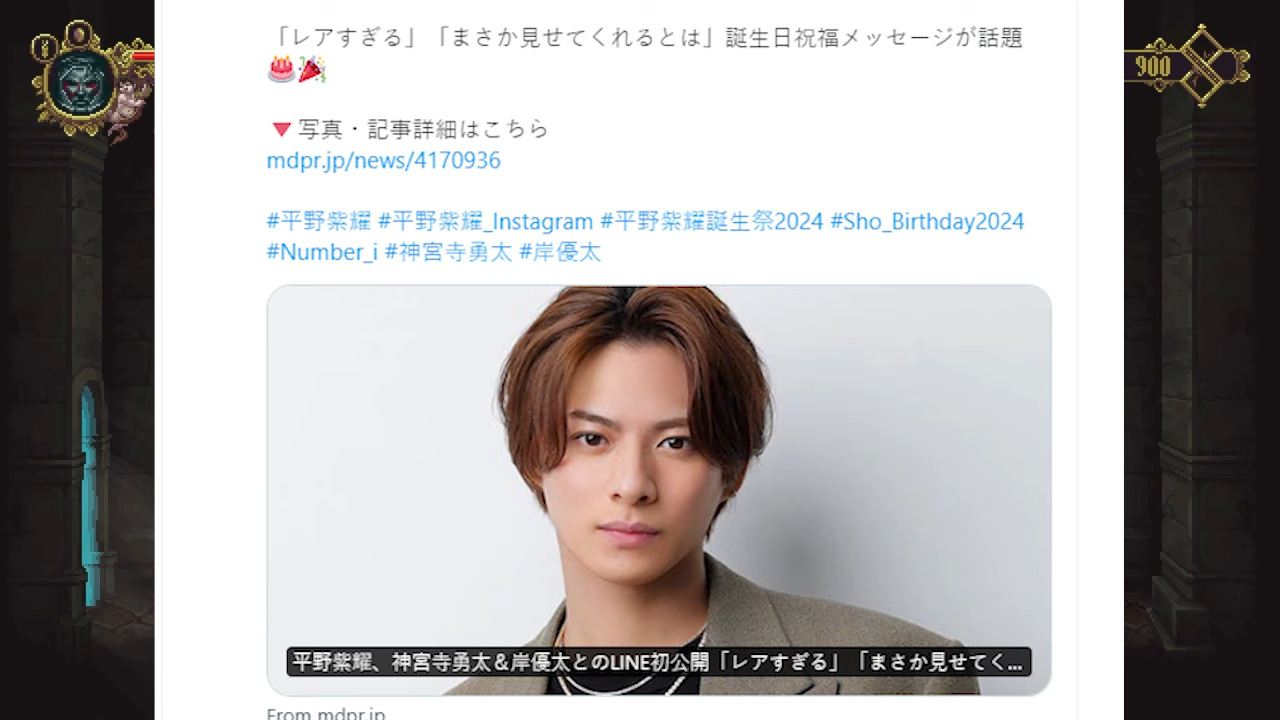 「レアすぎる」「まさか見せてくれるとは」誕生日祝福メッセージが話題
🎂🎉
🔻写真・記事詳細はこちら
mdpr.jp/news/4170936
#平野紫耀 #平野紫耀_Instagram #平野紫耀誕生祭2024 #Sho_Birthday2024
#Number_i #神宮寺勇太 #岸優太
平野紫耀、神宮寺勇太＆岸優太とのLINE初公開「レアすぎる」「まさか見せてく...
From mdpr.jp
900